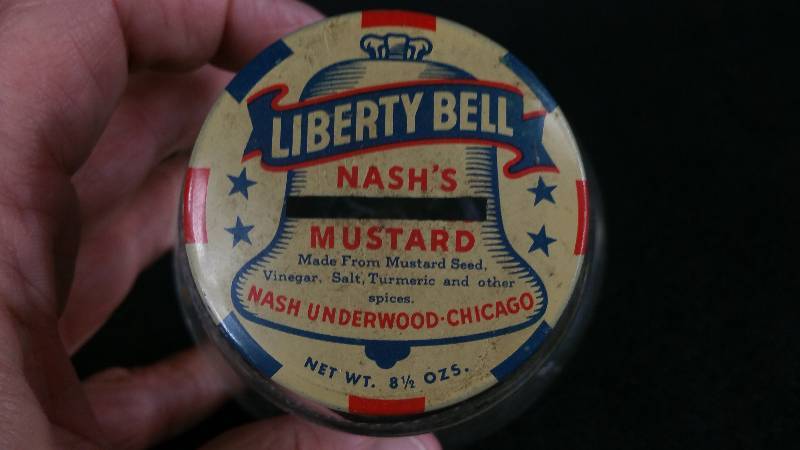 LIBERTY BELL
NASH'S
MUSTARD
Made From Mustard Seed,
Vinegar, Salt, Turmeric and other
spices.
NASH UNDERWOOD·CHICAGO
NET WT. 8½ OZS.